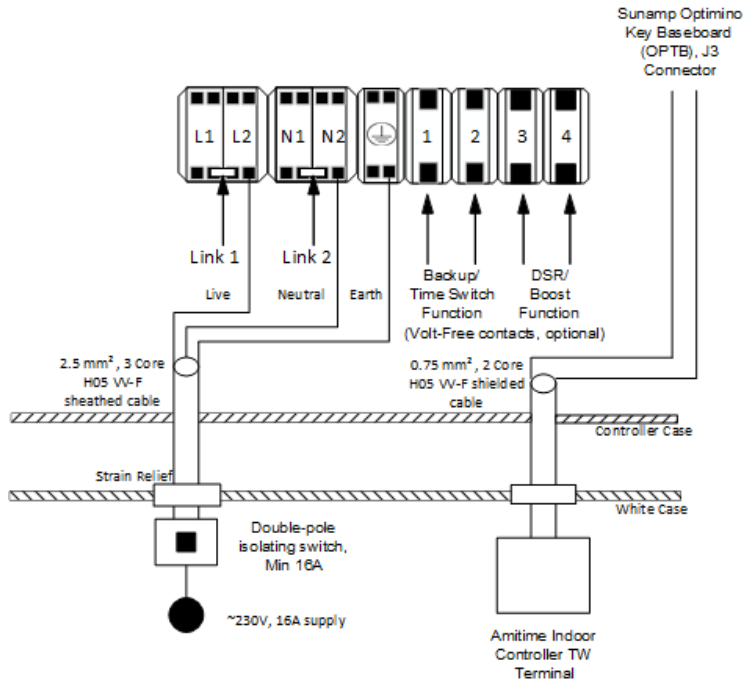 Sunamp Optimino
Key Baseboard
(OPTB), J3
Connector
L1 L2 N1 N2 1 2 3 4
Link 1
Link 2
Live
Neutral
Earth
Backup/
Time Switch
Function
DSR/
Boost
Function
(Volt-Free contacts, optional)
2.5 mm², 3 Core
H05 VV-F
sheathed cable
0.75 mm², 2 Core
H05 VV-F shielded
cable
Controller Case
Strain Relief
White Case
Double-pole
isolating switch,
Min 16A
~230V, 16A supply
Amitime Indoor
Controller TW
Terminal